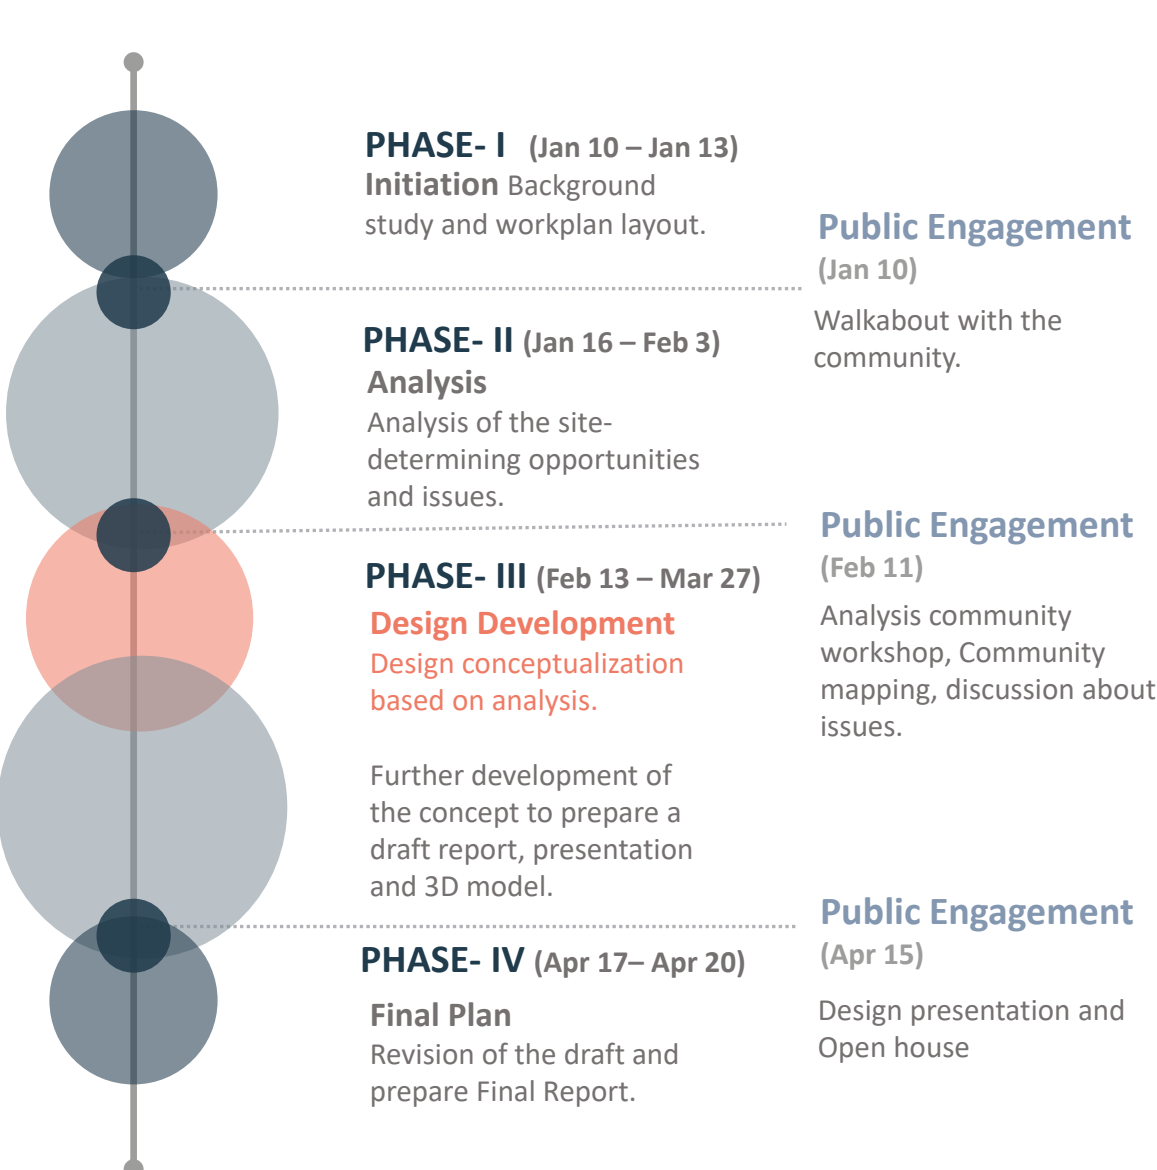 PHASE- I (Jan 10 – Jan 13)
Initiation Background
study and workplan layout.
Public Engagement
(Jan 10)
Walkabout with the
community.
PHASE- II (Jan 16 – Feb 3)
Analysis
Analysis of the site-
determining opportunities
and issues.
Public Engagement
(Feb 11)
Analysis community
workshop, Community
mapping, discussion about
issues.
PHASE- III (Feb 13 – Mar 27)
Design Development
Design conceptualization
based on analysis.
Further development of
the concept to prepare a
draft report, presentation
and 3D model.
Public Engagement
(Apr 15)
Design presentation and
Open house
PHASE- IV (Apr 17– Apr 20)
Final Plan
Revision of the draft and
prepare Final Report.